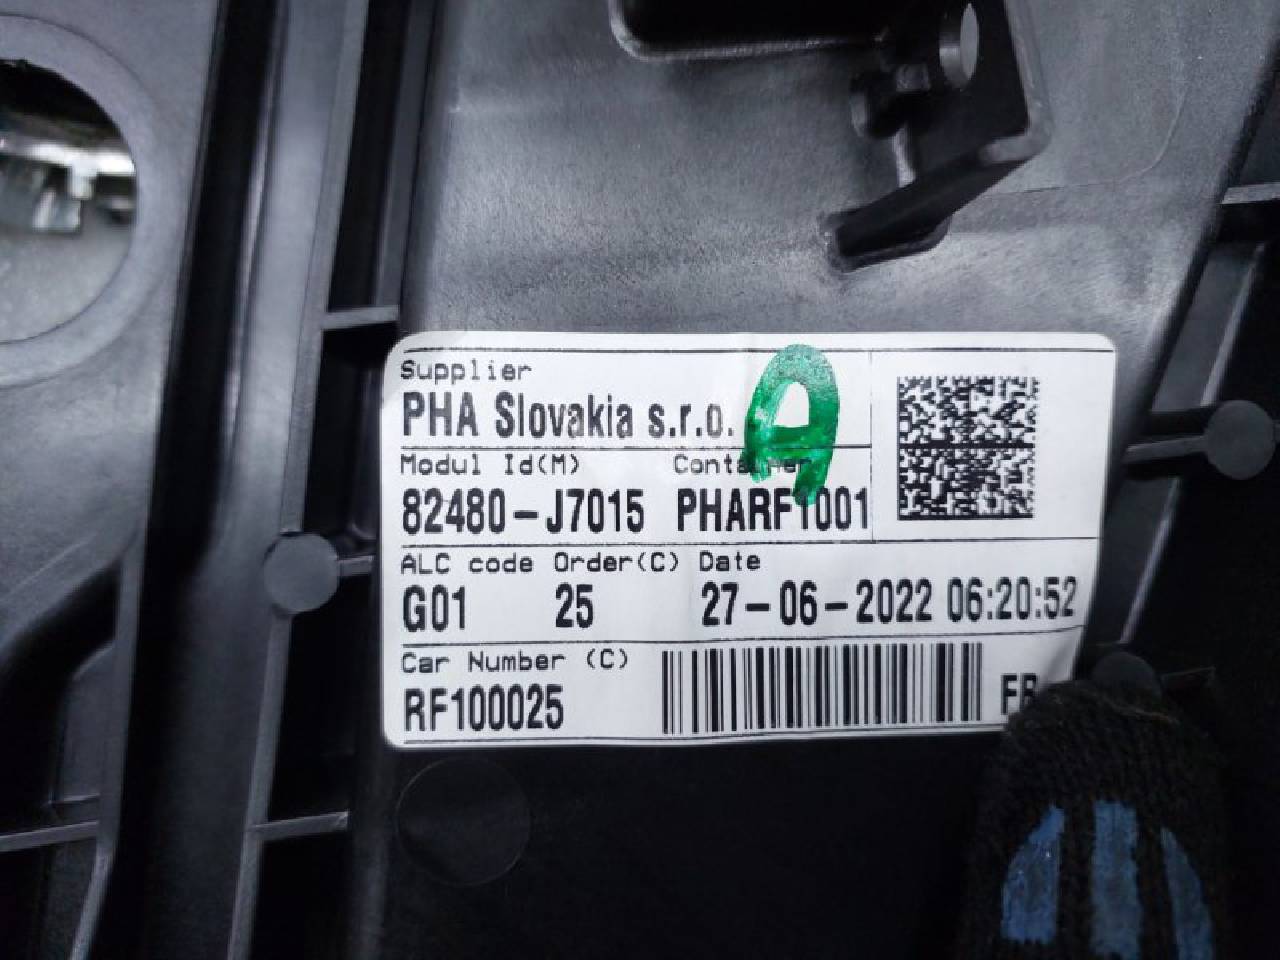 Supplier
PHA Slovakia s.r.o.
A
Modul Id(M) Container
82480-J7015 PHARF1001
ALC code Order(C) Date
G01 25 27-06-2022 06:20:52
Car Number (C)
RF100025